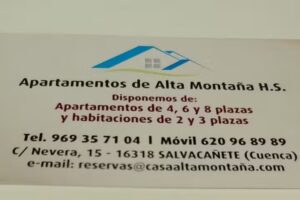 Apartamentos de Alta Montaña H.S.
Disponemos de:
Apartamentos de 4, 6 y 8 plazas
y habitaciones de 2 y 3 plazas
Tel. 969 35 71 04 | Móvil 620 96 89 89
C/ Nevera, 15 - 16318 SALVACAÑETE (Cuenca)
e-mail: reservas@casaaltamontaña.com